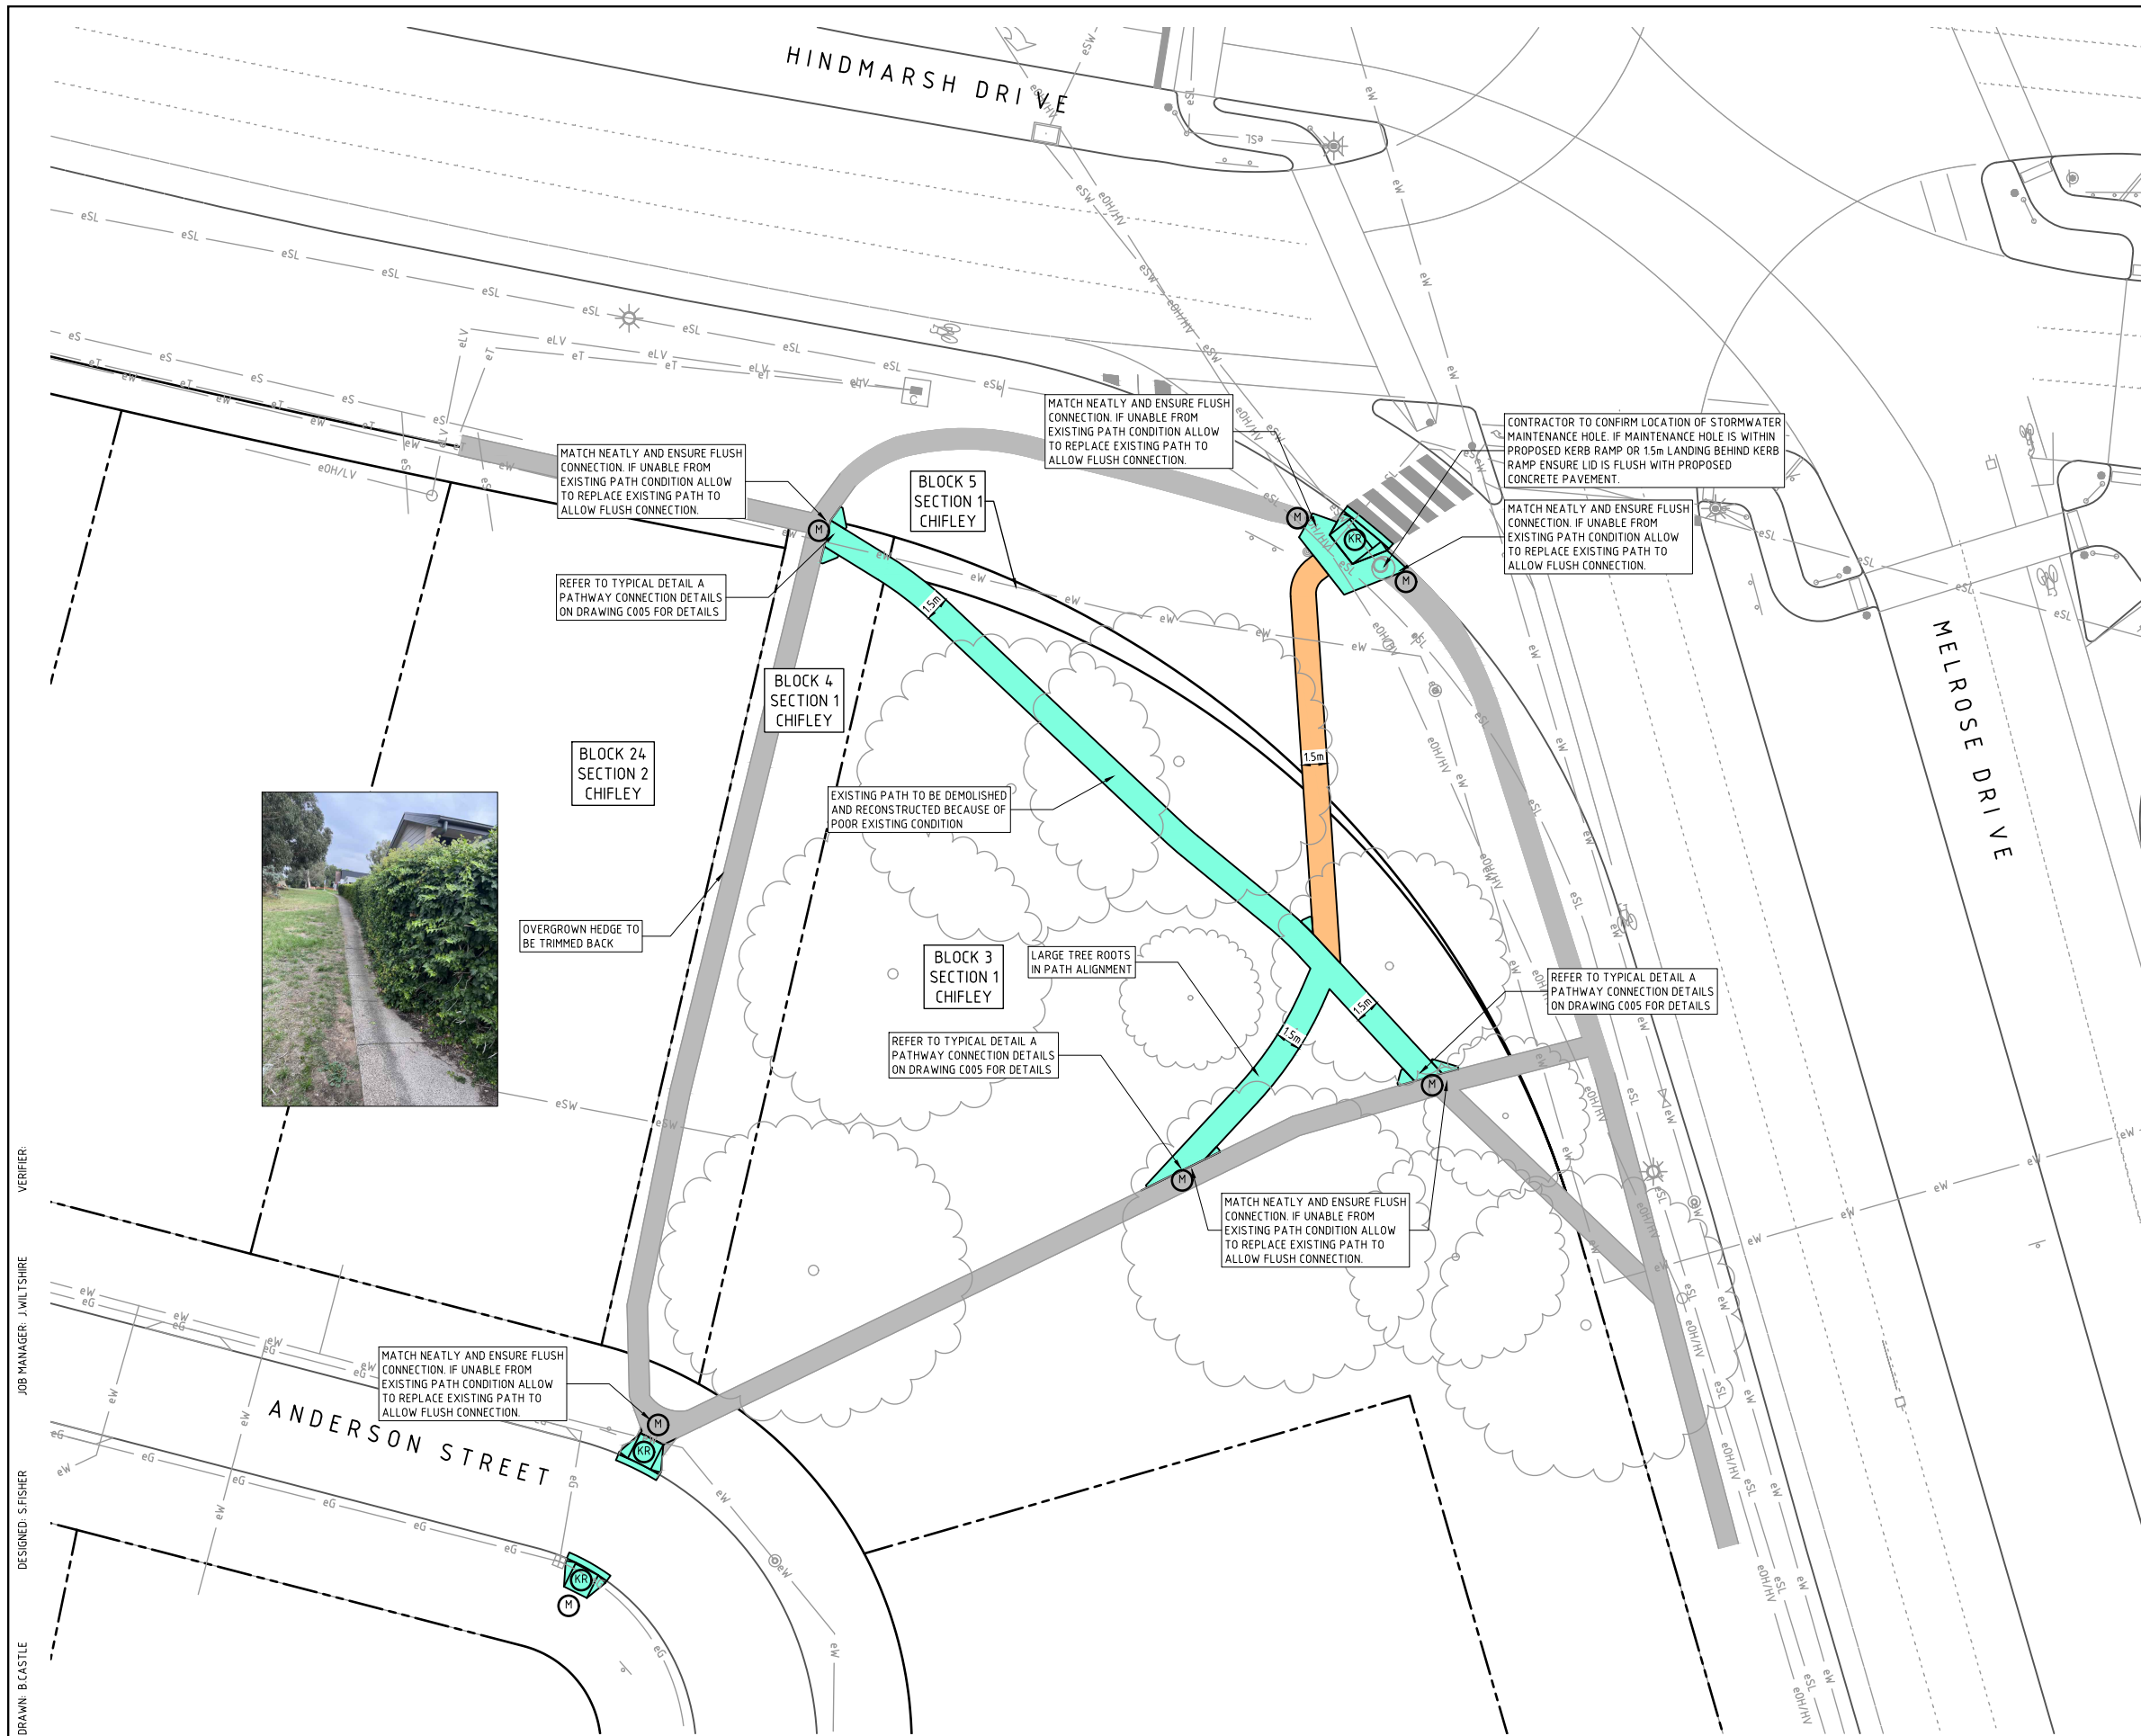 HINDMARSH DRIVE
MATCH NEATLY AND ENSURE FLUSH
CONNECTION. IF UNABLE FROM
EXISTING PATH CONDITION ALLOW
TO REPLACE EXISTING PATH TO
ALLOW FLUSH CONNECTION.
CONTRACTOR TO CONFIRM LOCATION OF STORMWATER
MAINTENANCE HOLE. IF MAINTENANCE HOLE IS WITHIN
PROPOSED KERB RAMP OR 1.5m LANDING BEHIND KERB
RAMP ENSURE LID IS FLUSH WITH PROPOSED
CONCRETE PAVEMENT.
MATCH NEATLY AND ENSURE FLUSH
CONNECTION. IF UNABLE FROM
EXISTING PATH CONDITION ALLOW
TO REPLACE EXISTING PATH TO
ALLOW FLUSH CONNECTION.
BLOCK 5
SECTION 1
CHIFLEY
MATCH NEATLY AND ENSURE FLUSH
CONNECTION. IF UNABLE FROM
EXISTING PATH CONDITION ALLOW
TO REPLACE EXISTING PATH TO
ALLOW FLUSH CONNECTION.
M
M
KR
M
REFER TO TYPICAL DETAIL A
PATHWAY CONNECTION DETAILS
ON DRAWING C005 FOR DETAILS
1.5m
MELROSE DRIVE
BLOCK 4
SECTION 1
CHIFLEY
BLOCK 24
SECTION 2
CHIFLEY
1.5m
EXISTING PATH TO BE DEMOLISHED
AND RECONSTRUCTED BECAUSE OF
POOR EXISTING CONDITION
OVERGROWN HEDGE TO
BE TRIMMED BACK
BLOCK 3
SECTION 1
CHIFLEY
LARGE TREE ROOTS
IN PATH ALIGNMENT
REFER TO TYPICAL DETAIL A
PATHWAY CONNECTION DETAILS
ON DRAWING C005 FOR DETAILS
1.5m
1.5m
REFER TO TYPICAL DETAIL A
PATHWAY CONNECTION DETAILS
ON DRAWING C005 FOR DETAILS
M
M
MATCH NEATLY AND ENSURE FLUSH
CONNECTION. IF UNABLE FROM
EXISTING PATH CONDITION ALLOW
TO REPLACE EXISTING PATH TO
ALLOW FLUSH CONNECTION.
MATCH NEATLY AND ENSURE FLUSH
CONNECTION. IF UNABLE FROM
EXISTING PATH CONDITION ALLOW
TO REPLACE EXISTING PATH TO
ALLOW FLUSH CONNECTION.
M
KR
ANDERSON STREET
KR
M
VERIFIER:
JOB MANAGER: J.WILTSHIRE
DESIGNED: S.FISHER
DRAWN: B.CASTLE
eSL
eSW
eOH/HV
eW
eS
eT
eLV
eOH/LV
eG
C